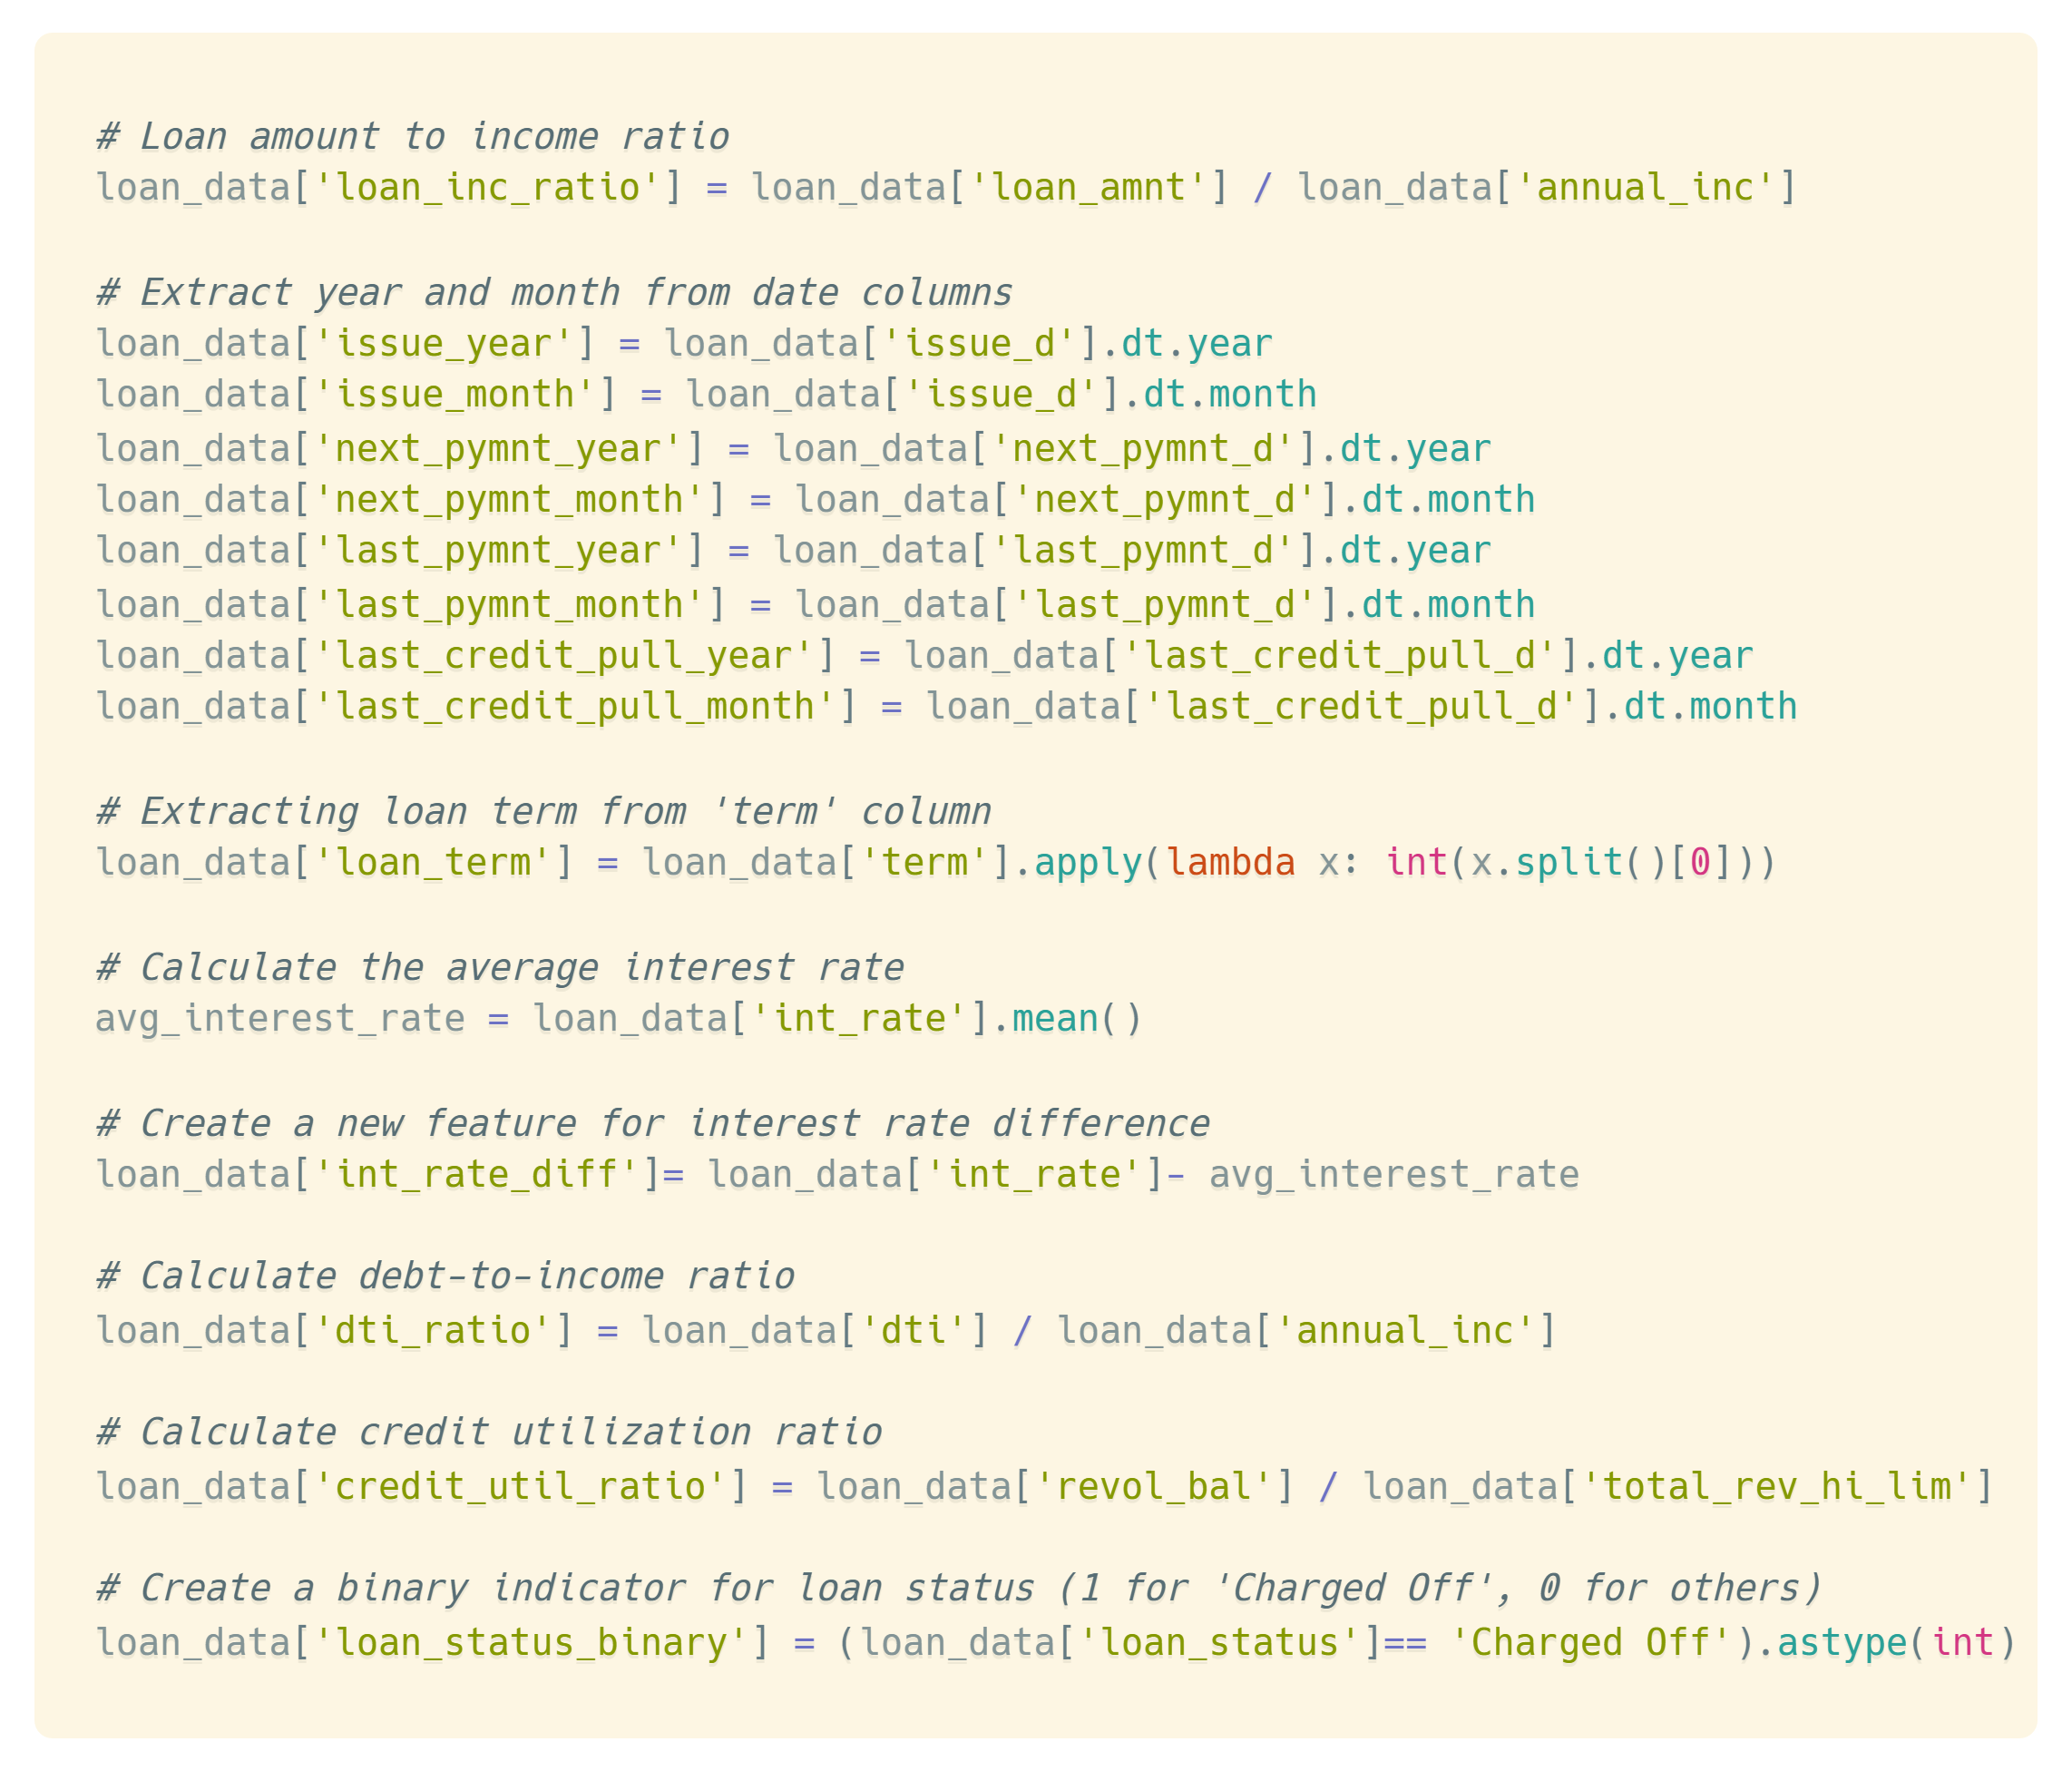 # Loan amount to income ratio
loan_data['loan_inc_ratio'] = loan_data['loan_amnt'] / loan_data['annual_inc']
# Extract year and month from date columns
loan_data['issue_year'] = loan_data['issue_d'].dt.year
loan_data['issue_month'] = loan_data['issue_d'].dt.month
loan_data['next_pymnt_year'] = loan_data['next_pymnt_d'].dt.year
loan_data['next_pymnt_month'] = loan_data['next_pymnt_d'].dt.month
loan_data['last_pymnt_year'] = loan_data['last_pymnt_d'].dt.year
loan_data['last_pymnt_month'] = loan_data['last_pymnt_d'].dt.month
loan_data['last_credit_pull_year'] = loan_data['last_credit_pull_d'].dt.year
loan_data['last_credit_pull_month'] = loan_data['last_credit_pull_d'].dt.month
# Extracting loan term from 'term' column
loan_data['loan_term'] = loan_data['term'].apply(lambda x: int(x.split()[0]))
# Calculate the average interest rate
avg_interest_rate = loan_data['int_rate'].mean()
# Create a new feature for interest rate difference
loan_data['int_rate_diff']= loan_data['int_rate']- avg_interest_rate
# Calculate debt-to-income ratio
loan_data['dti_ratio'] = loan_data['dti'] / loan_data['annual_inc']
# Calculate credit utilization ratio
loan_data['credit_util_ratio'] = loan_data['revol_bal'] / loan_data['total_rev_hi_lim']
# Create a binary indicator for loan status (1 for 'Charged Off', 0 for others)
loan_data['loan_status_binary'] = (loan_data['loan_status']== 'Charged Off').astype(int)